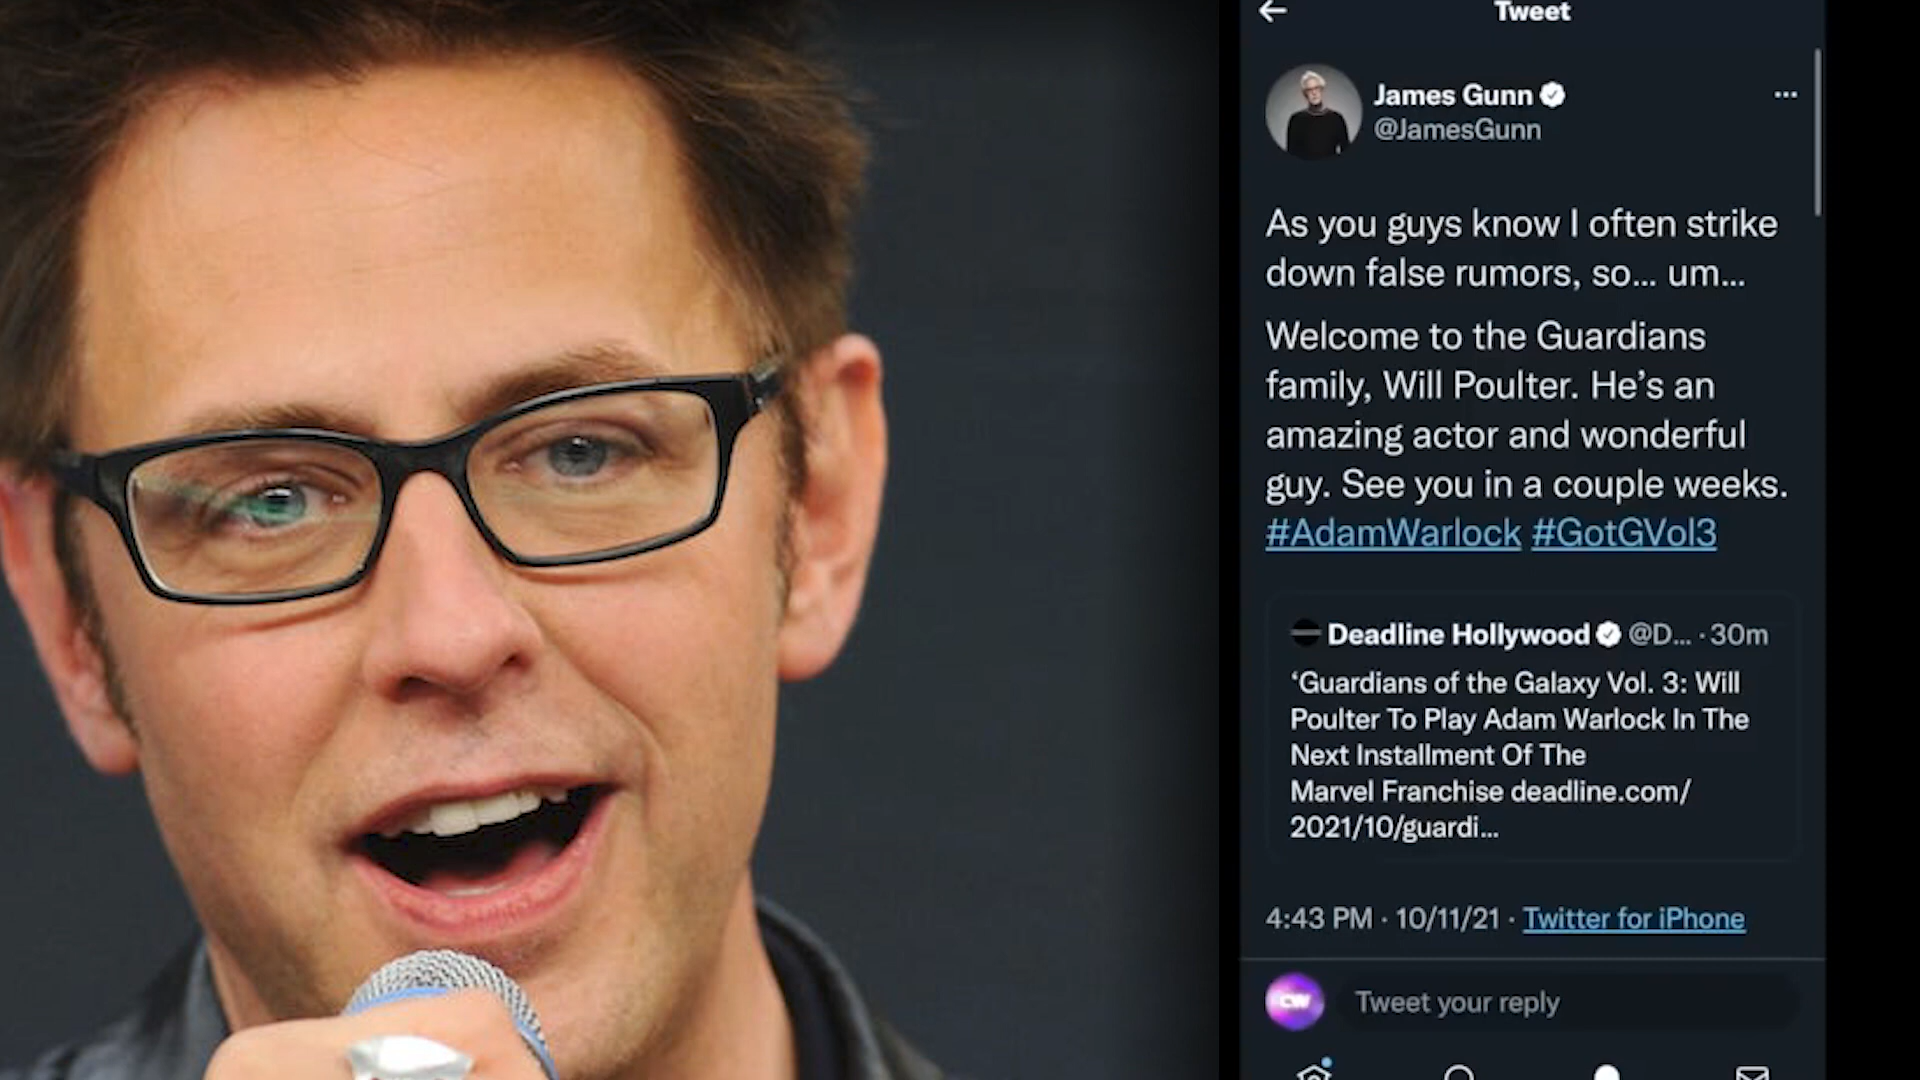 Tweet
James Gunn
@JamesGunn
As you guys know I often strike
down false rumors, so... um...
Welcome to the Guardians
family, Will Poulter. He’s an
amazing actor and wonderful
guy. See you in a couple weeks.
#AdamWarlock #GotGVol3
Deadline Hollywood @D... · 30m
‘Guardians of the Galaxy Vol. 3: Will
Poulter To Play Adam Warlock In The
Next Installment Of The
Marvel Franchise deadline.com/
2021/10/guardi...
4:43 PM · 10/11/21 · Twitter for iPhone
CW
Tweet your reply